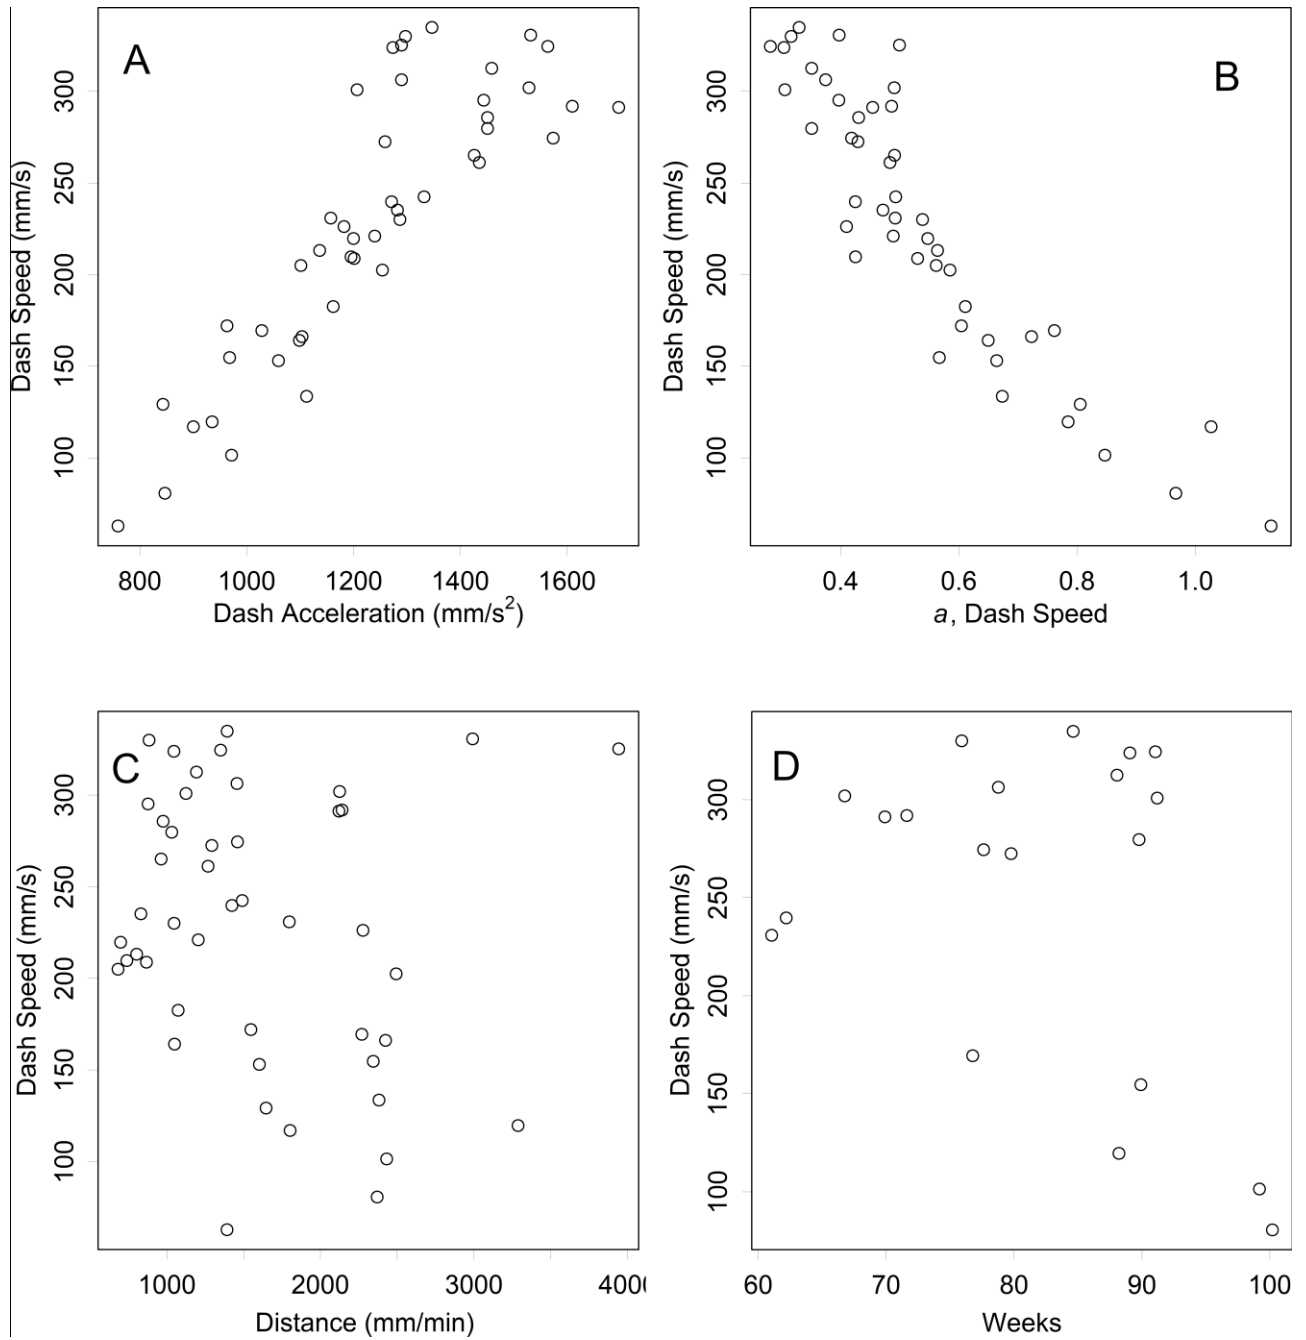 A
Dash Speed (mm/s)
100 150 200 250 300
800 1000 1200 1400 1600
Dash Acceleration (mm/s²)
B
Dash Speed (mm/s)
100 150 200 250 300
0.4 0.6 0.8 1.0
a, Dash Speed
C
Dash Speed (mm/s)
100 150 200 250 300
1000 2000 3000 400
Distance (mm/min)
D
Dash Speed (mm/s)
100 150 200 250 300
60 70 80 90 100
Weeks